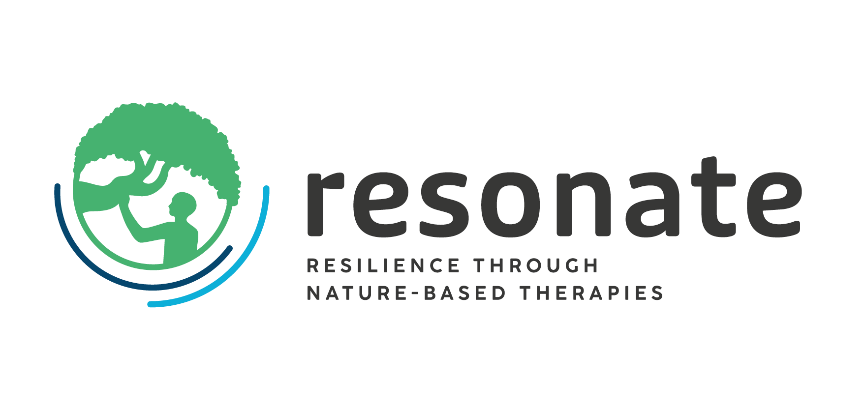 resonate
RESILIENCE THROUGH
NATURE-BASED THERAPIES